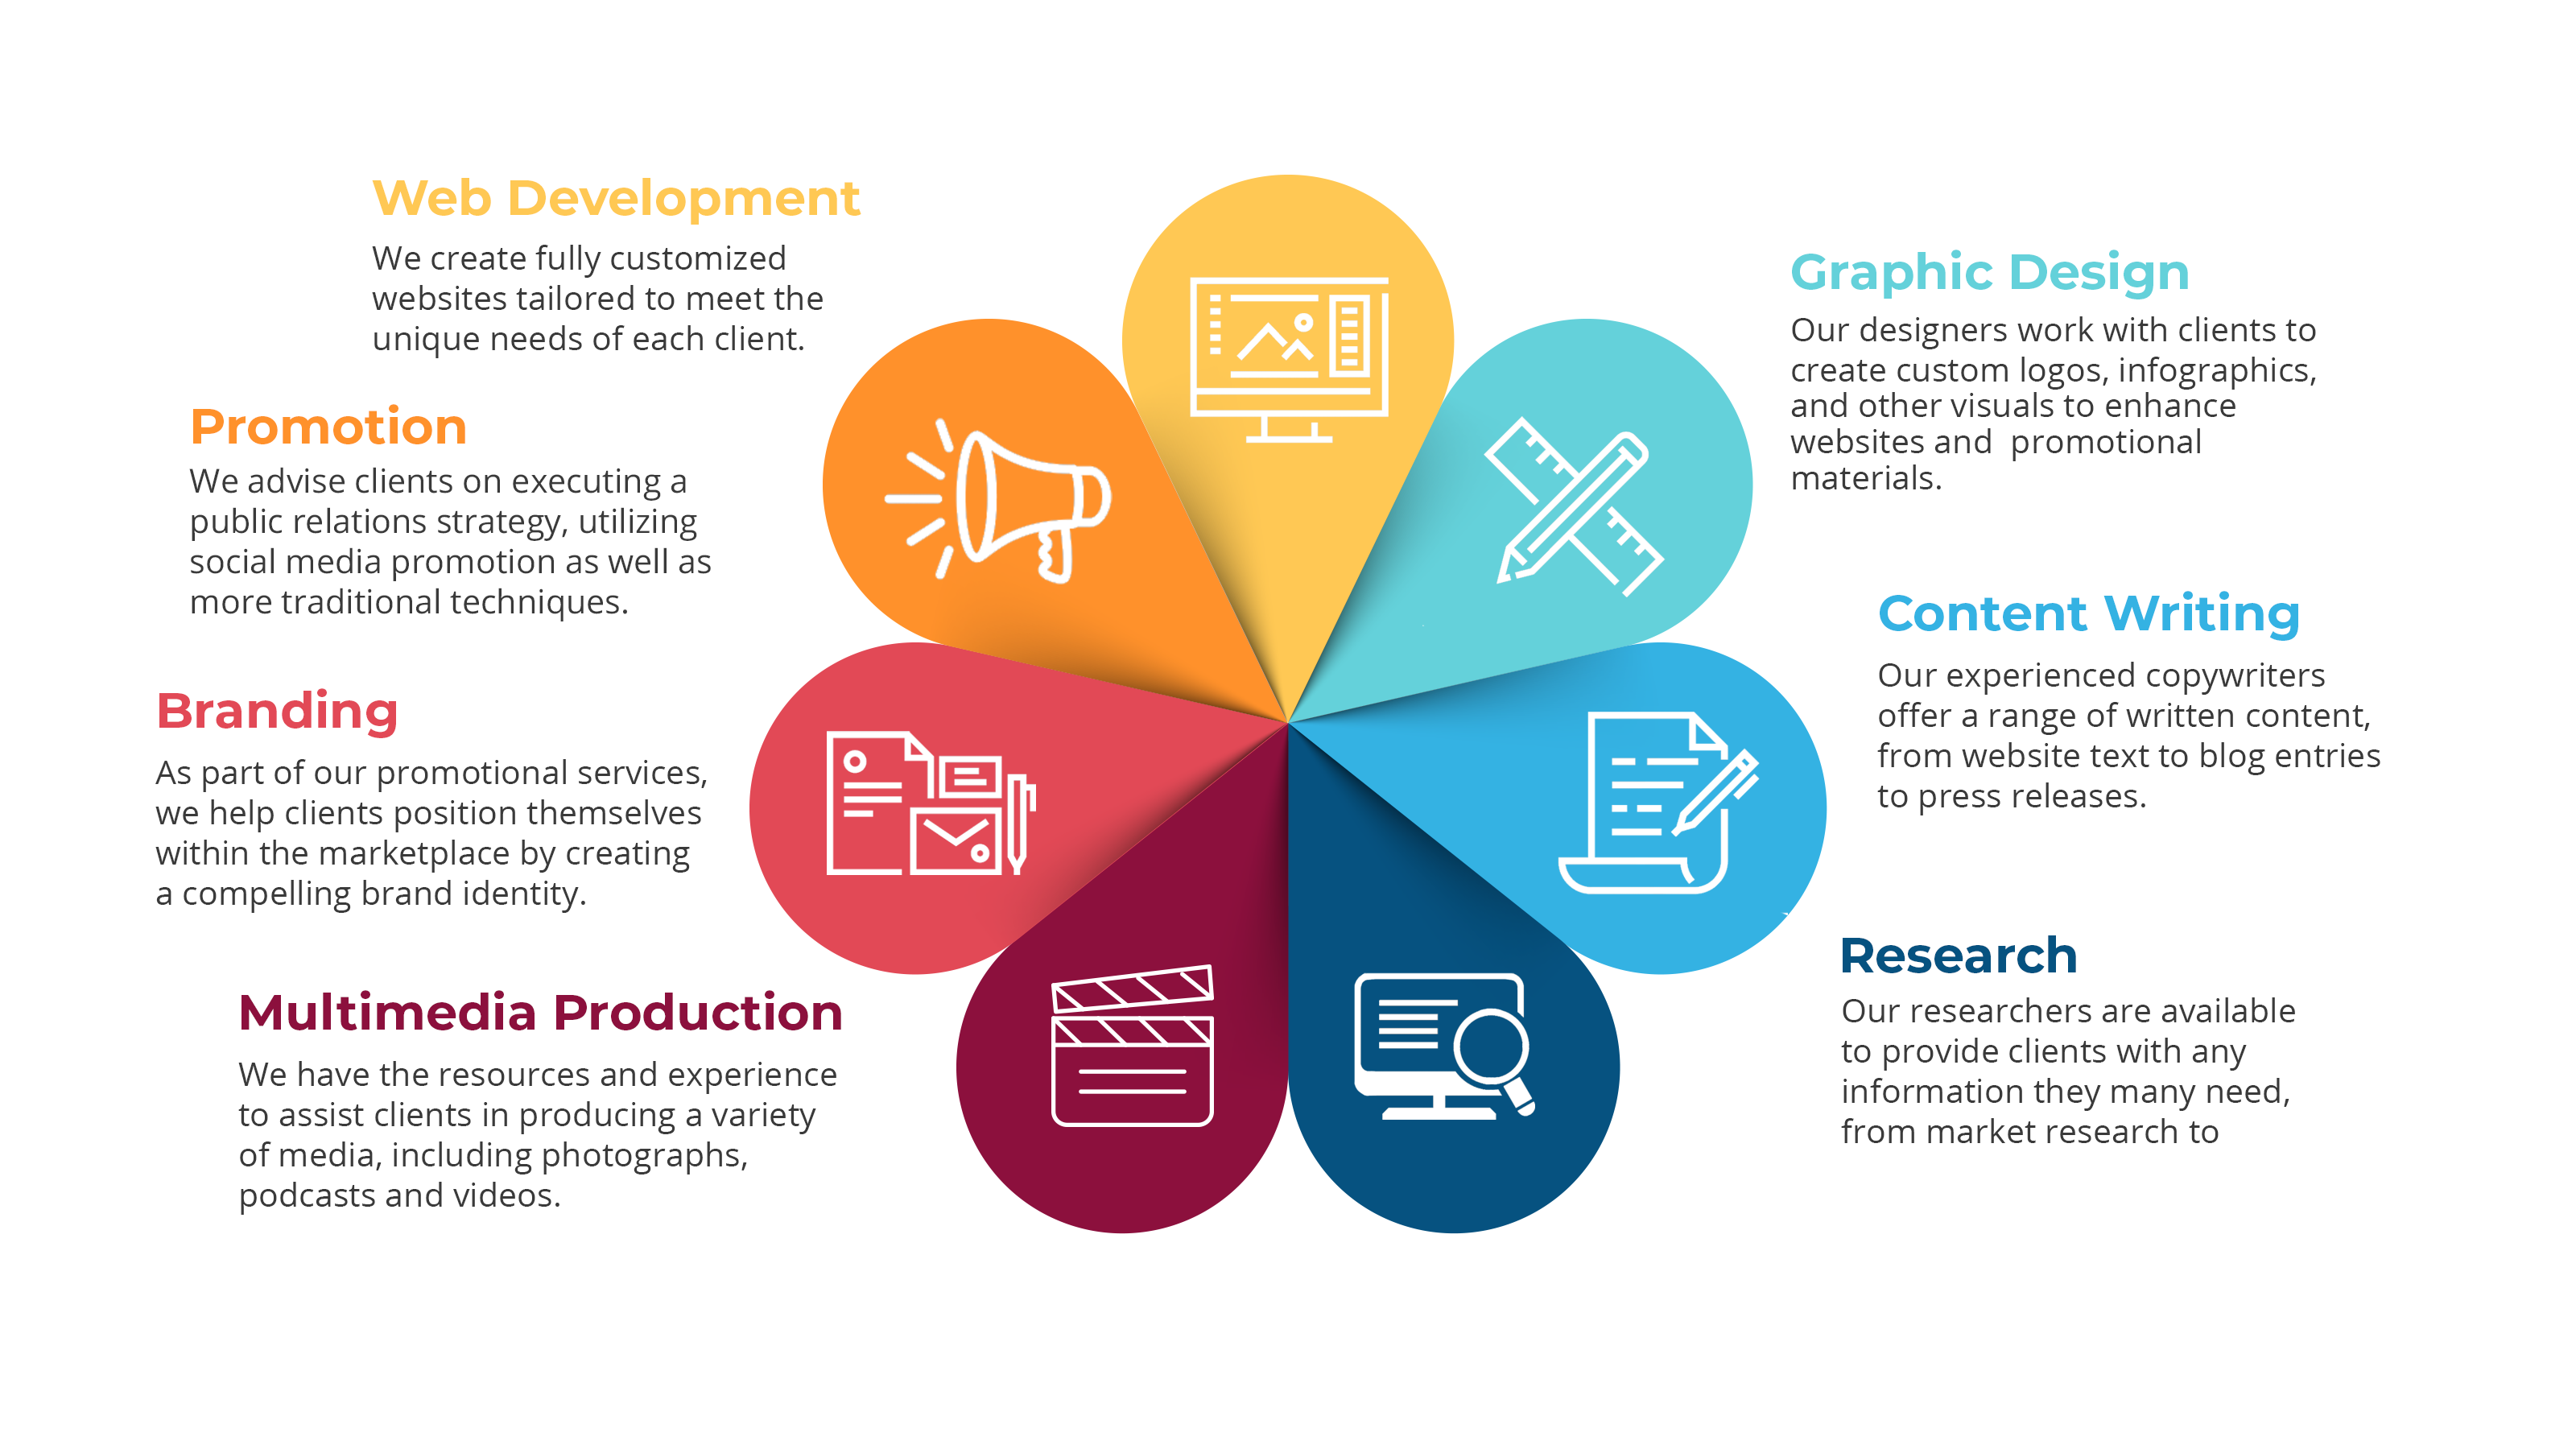 Web Development
We create fully customized
websites tailored to meet the
unique needs of each client.
Promotion
We advise clients on executing a
public relations strategy, utilizing
social media promotion as well as
more traditional techniques.
Branding
As part of our promotional services,
we help clients position themselves
within the marketplace by creating
a compelling brand identity.
Multimedia Production
We have the resources and experience
to assist clients in producing a variety
of media, including photographs,
podcasts and videos.
Graphic Design
Our designers work with clients to
create custom logos, infographics,
and other visuals to enhance
websites and  promotional
materials.
Content Writing
Our experienced copywriters
offer a range of written content,
from website text to blog entries
to press releases.
Research
Our researchers are available
to provide clients with any
information they many need,
from market research to